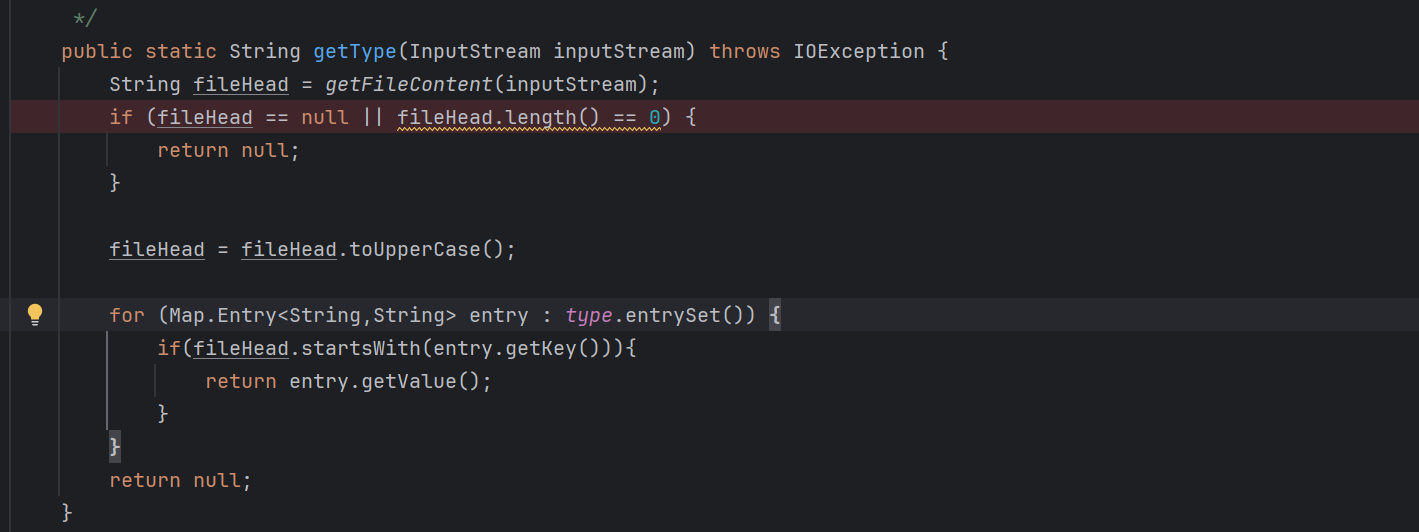 */
public static String getType(InputStream inputStream) throws IOException {
String fileHead = getFileContent(inputStream);
if (fileHead == null || fileHead.length() == 0) {
return null;
}
fileHead = fileHead.toUpperCase();
for (Map.Entry<String,String> entry : type.entrySet()) {
if(fileHead.startsWith(entry.getKey())){
return entry.getValue();
}
}
return null;
}